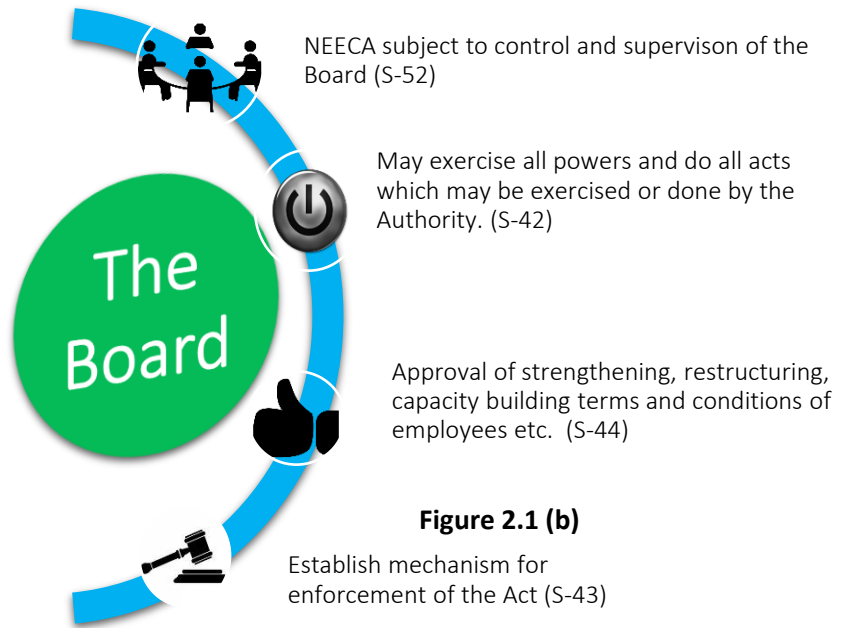 NEECA subject to control and supervison of the
Board (S-52)
May exercise all powers and do all acts
which may be exercised or done by the
Authority. (S-42)
The
Board
Approval of strengthening, restructuring,
capacity building terms and conditions of
employees etc. (S-44)
Figure 2.1 (b)
Establish mechanism for
enforcement of the Act (S-43)